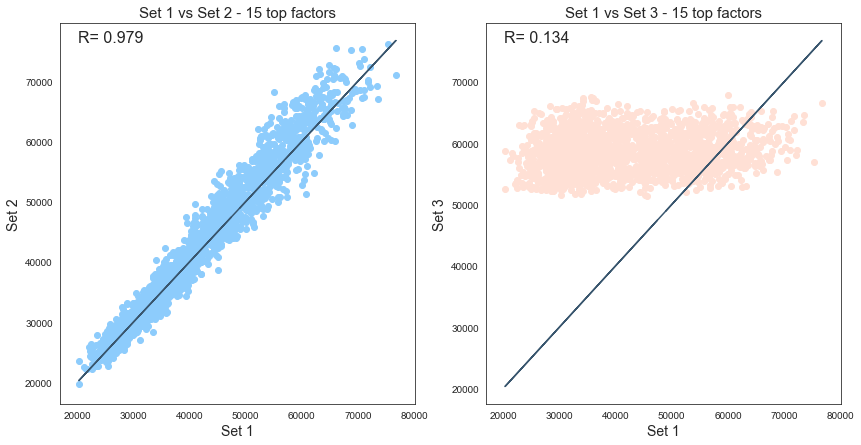 Set 1 vs Set 2 - 15 top factors
R= 0.979
70000
60000
50000
40000
30000
20000
Set 2
20000 30000 40000 50000 60000 70000 80000
Set 1
Set 1 vs Set 3 - 15 top factors
R= 0.134
70000
60000
50000
40000
30000
20000
Set 3
20000 30000 40000 50000 60000 70000 80000
Set 1